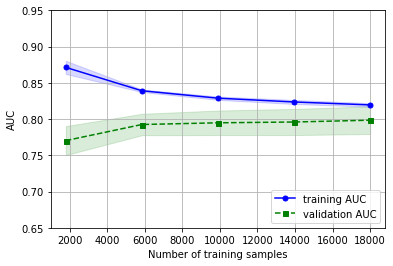 0.95
0.90
0.85
0.80
0.75
0.70
0.65
AUC
training AUC
validation AUC
2000 4000 6000 8000 10000 12000 14000 16000 18000
Number of training samples